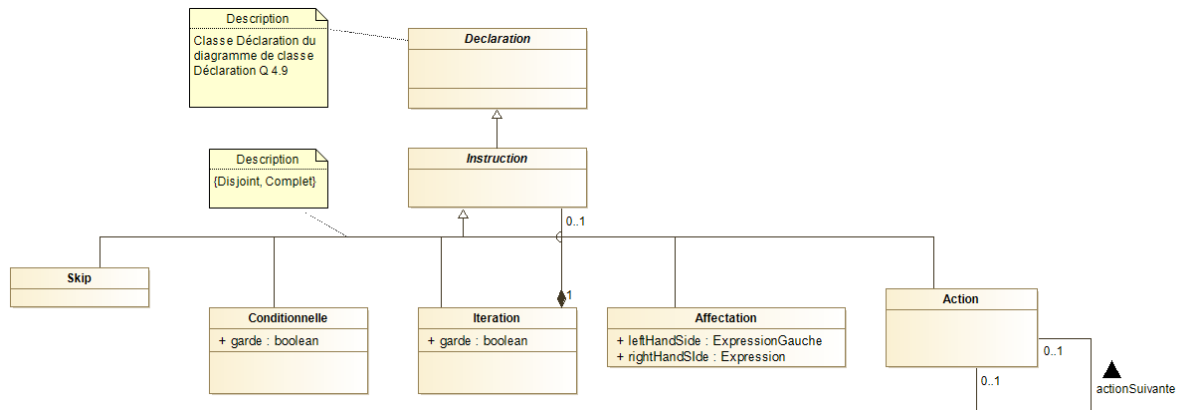 Description
Classe Déclaration du
diagramme de classe
Déclaration Q 4.9
Declaration
Description
{Disjoint, Complet}
Instruction
0..1
Skip
Conditionnelle
+ garde : boolean
1
Iteration
+ garde : boolean
Affectation
+ leftHandSide : ExpressionGauche
+ rightHandSIde : Expression
Action
0..1
0..1
actionSuivante